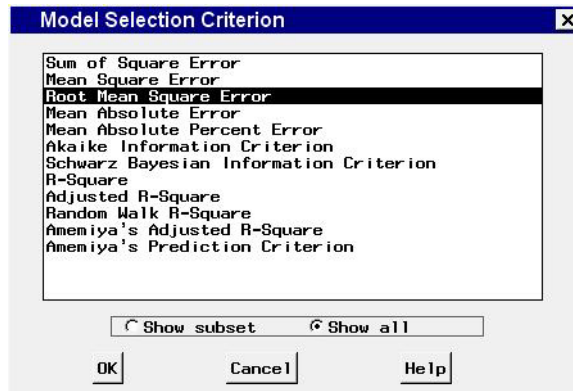 Model Selection Criterion
Sum of Square Error
Mean Square Error
Root Mean Square Error
Mean Absolute Error
Mean Absolute Percent Error
Akaike Information Criterion
Schwarz Bayesian Information Criterion
R-Square
Adjusted R-Square
Random Walk R-Square
Amemiya's Adjusted R-Square
Amemiya's Prediction Criterion
Show subset Show all
OK Cancel Help